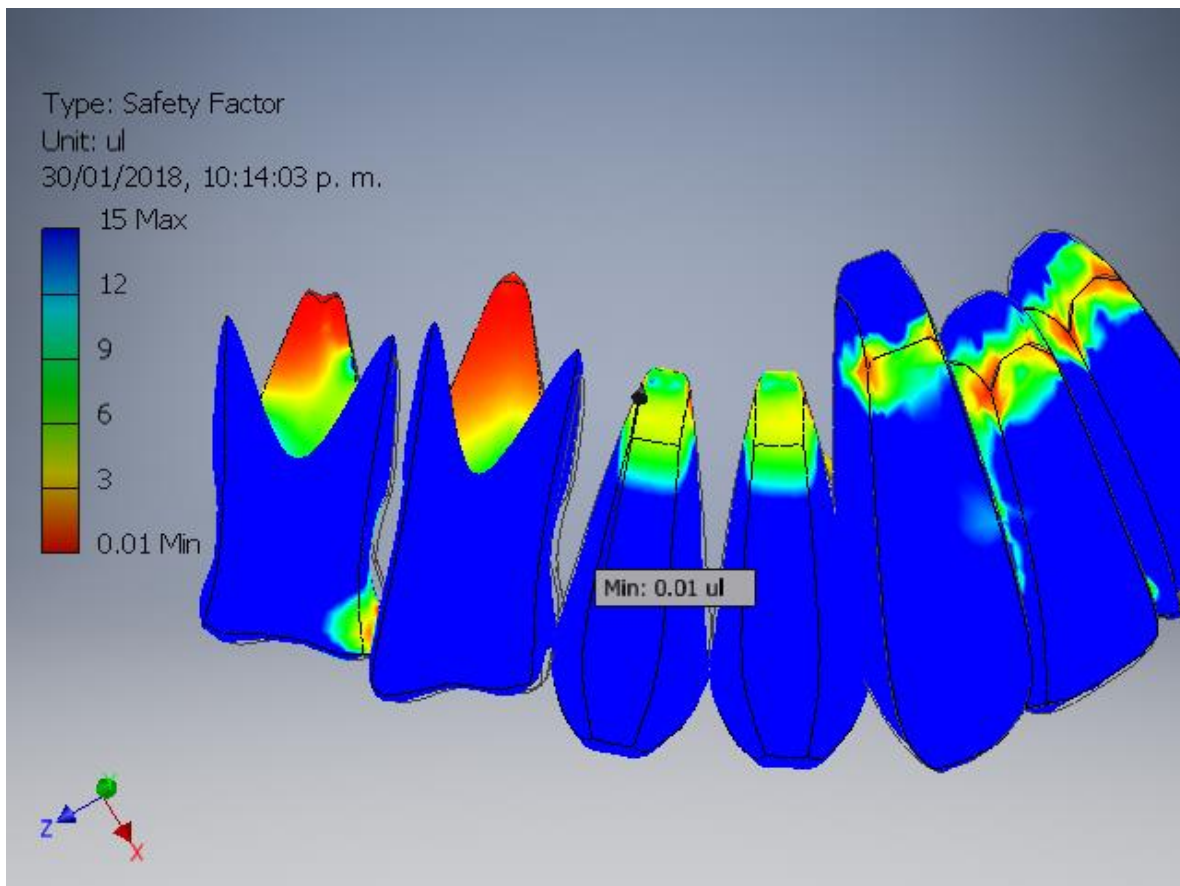 Type: Safety Factor
Unit: ul
30/01/2018, 10:14:03 p. m.
15 Max
12
9
6
3
0.01 Min
Min: 0.01 ul
Y
Z
X